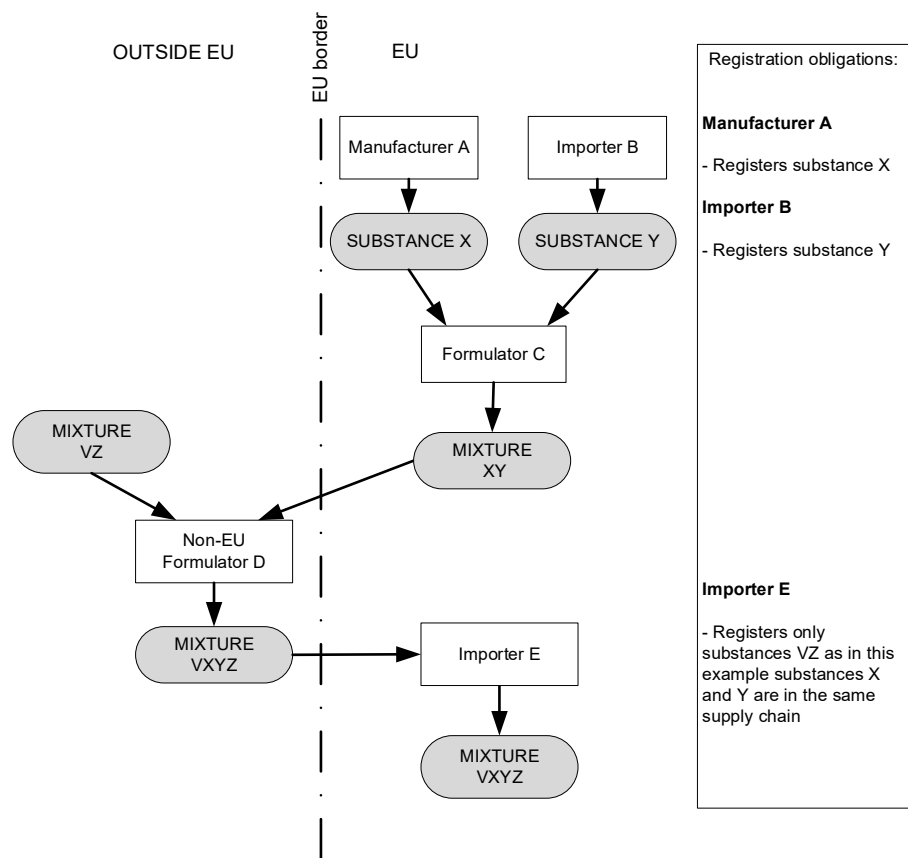 OUTSIDE EU
EU border
EU
Registration obligations:
Manufacturer A
Importer B
Manufacturer A
- Registers substance X
SUBSTANCE X
SUBSTANCE Y
Importer B
- Registers substance Y
Formulator C
MIXTURE
VZ
MIXTURE
XY
Non-EU
Formulator D
MIXTURE
VXYZ
Importer E
Importer E
- Registers only
substances VZ as in this
example substances X
and Y are in the same
supply chain
MIXTURE
VXYZ